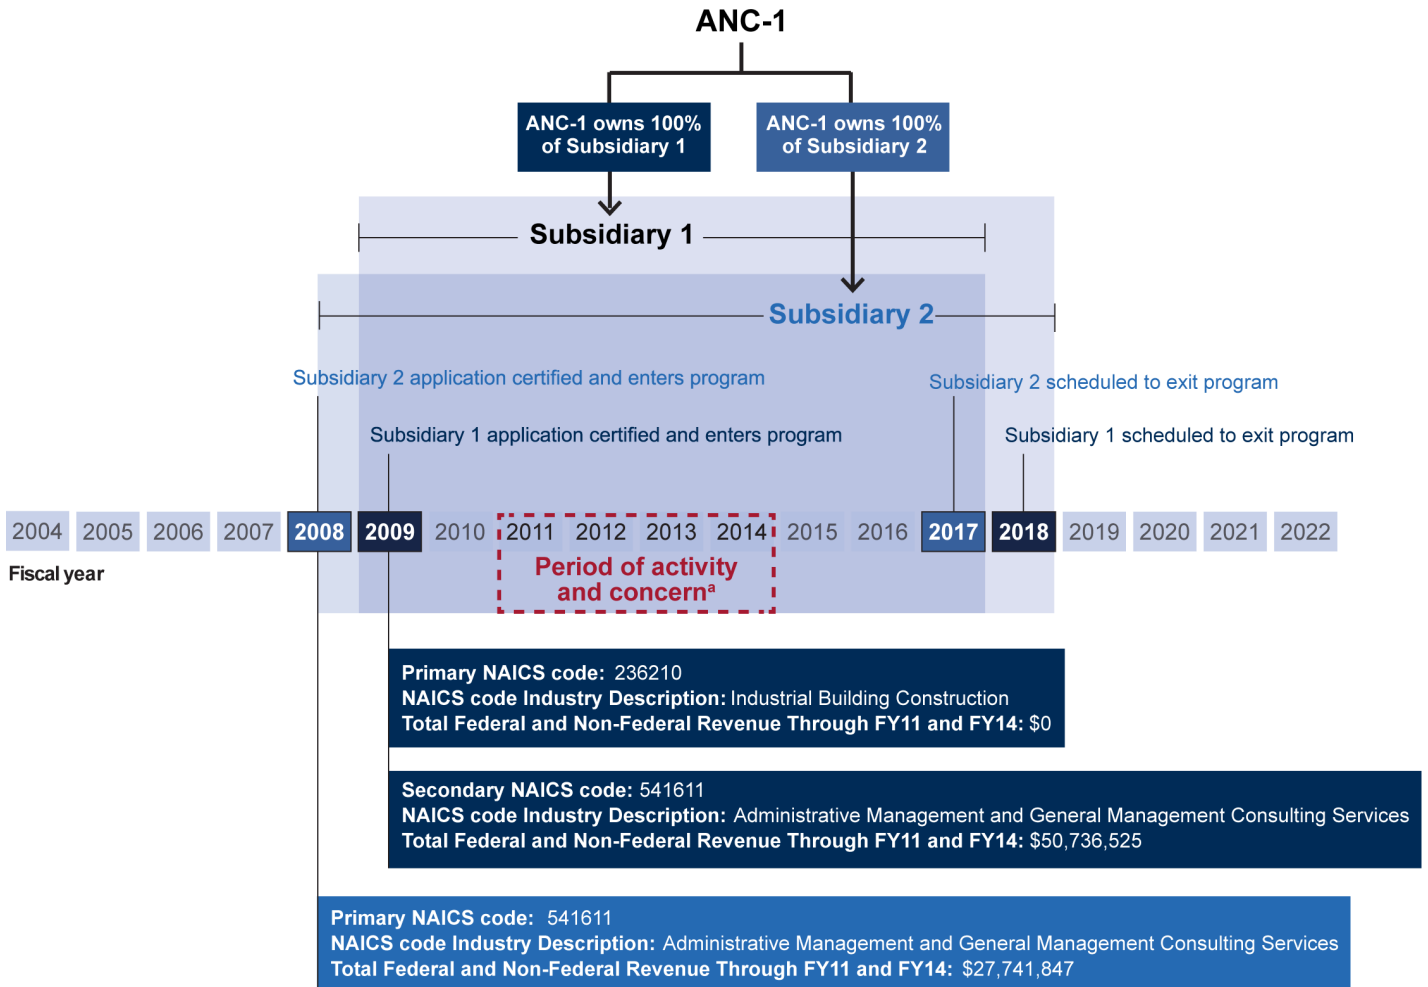 ANC-1
ANC-1 owns 100%
of Subsidiary 1
ANC-1 owns 100%
of Subsidiary 2
Subsidiary 1
Subsidiary 2
Subsidiary 2 application certified and enters program
Subsidiary 2 scheduled to exit program
Subsidiary 1 application certified and enters program
Subsidiary 1 scheduled to exit program
2004 2005 2006 2007 2008 2009 2010 2011 2012 2013 2014 2015 2016 2017 2018 2019 2020 2021 2022
Fiscal year
Period of activity
and concernᵃ
Primary NAICS code: 236210
NAICS code Industry Description: Industrial Building Construction
Total Federal and Non-Federal Revenue Through FY11 and FY14: $0
Secondary NAICS code: 541611
NAICS code Industry Description: Administrative Management and General Management Consulting Services
Total Federal and Non-Federal Revenue Through FY11 and FY14: $50,736,525
Primary NAICS code: 541611
NAICS code Industry Description: Administrative Management and General Management Consulting Services
Total Federal and Non-Federal Revenue Through FY11 and FY14: $27,741,847